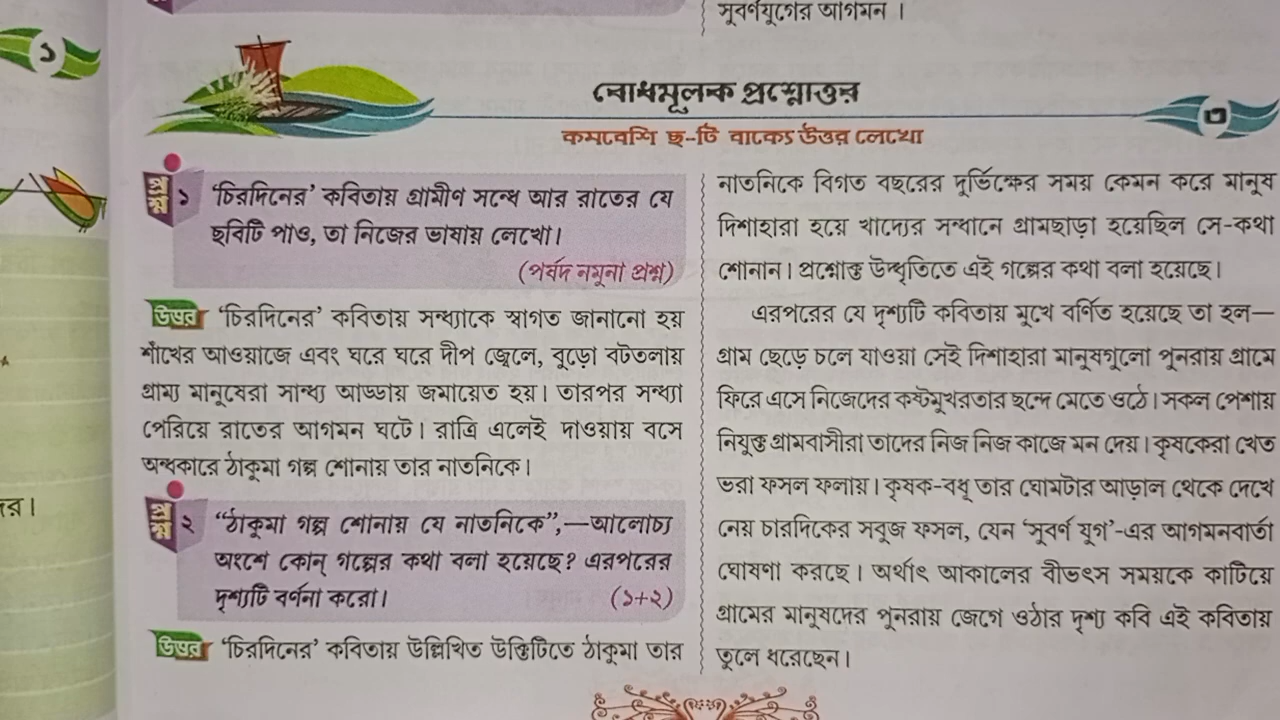 সুবর্ণযুগের আগমন ।
১
বোধমূলক প্রশ্নোত্তর
৩
কমবেশি ছ-টি বাক্যে উত্তর লেখো
প্রশ্ন ১ 'চিরদিনের' কবিতায় গ্রামীণ সন্ধে আর রাতের যে
ছবিটি পাও, তা নিজের ভাষায় লেখো।
(পর্ষদ নমুনা প্রশ্ন)
উত্তর 'চিরদিনের' কবিতায় সন্ধ্যাকে স্বাগত জানানো হয়
শাঁখের আওয়াজে এবং ঘরে ঘরে দীপ জ্বেলে, বুড়ো বটতলায়
গ্রাম্য মানুষেরা সান্ধ্য আড্ডায় জমায়েত হয়। তারপর সন্ধ্যা
পেরিয়ে রাতের আগমন ঘটে। রাত্রি এলেই দাওয়ায় বসে
অন্ধকারে ঠাকুমা গল্প শোনায় তার নাতনিকে।
প্রশ্ন ২ "ঠাকুমা গল্প শোনায় যে নাতনিকে",—আলোচ্য
অংশে কোন্ গল্পের কথা বলা হয়েছে? এরপরের
দৃশ্যটি বর্ণনা করো। (১+২)
উত্তর 'চিরদিনের' কবিতায় উল্লিখিত উক্তিটিতে ঠাকুমা তার
নাতনিকে বিগত বছরের দুর্ভিক্ষের সময় কেমন করে মানুষ
দিশাহারা হয়ে খাদ্যের সন্ধানে গ্রামছাড়া হয়েছিল সে-কথা
শোনান। প্রশ্নোক্ত উদ্ধৃতিতে এই গল্পের কথা বলা হয়েছে।
এরপরের যে দৃশ্যটি কবিতায় মুখে বর্ণিত হয়েছে তা হল—
গ্রাম ছেড়ে চলে যাওয়া সেই দিশাহারা মানুষগুলো পুনরায় গ্রামে
ফিরে এসে নিজেদের কষ্টমুখরতার ছন্দে মেতে ওঠে। সকল পেশায়
নিযুক্ত গ্রামবাসীরা তাদের নিজ নিজ কাজে মন দেয়। কৃষকেরা খেত
ভরা ফসল ফলায়। কৃষক-বধূ তার ঘোমটার আড়াল থেকে দেখে
নেয় চারদিকের সবুজ ফসল, যেন 'সুবর্ণ যুগ'-এর আগমনবার্তা
ঘোষণা করছে। অর্থাৎ আকালের বীভৎস সময়কে কাটিয়ে
গ্রামের মানুষদের পুনরায় জেগে ওঠার দৃশ্য কবি এই কবিতায়
তুলে ধরেছেন।